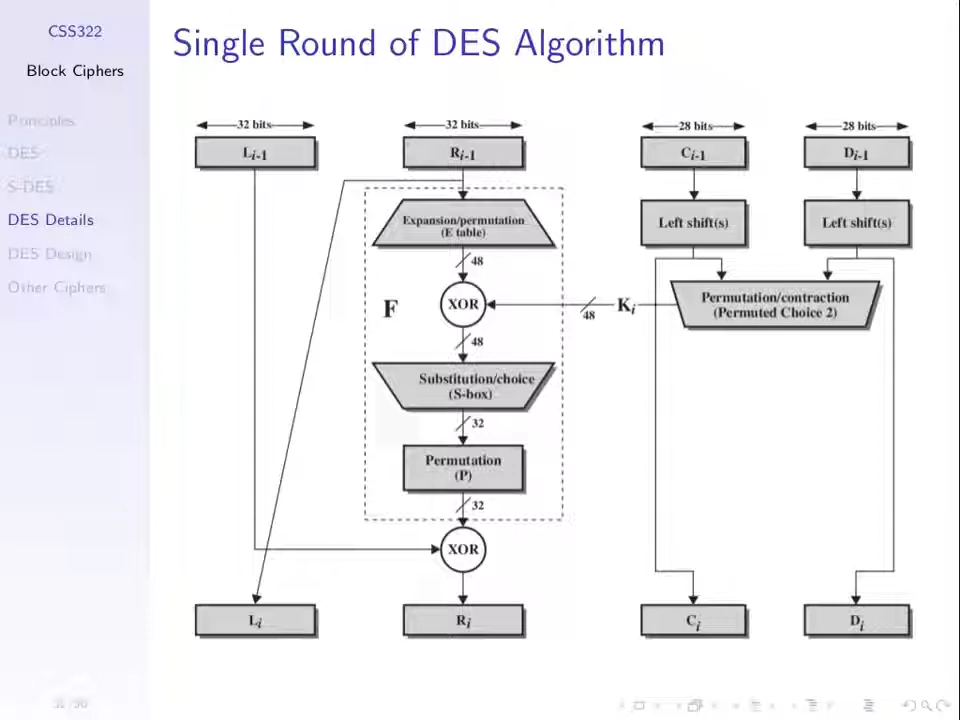 CSS322
Block Ciphers
Principles
DES
S-DES
DES Details
DES Design
Other Ciphers
Single Round of DES Algorithm
32 bits
32 bits
28 bits
28 bits
Li-1
Ri-1
Ci-1
Di-1
Expansion/permutation
(E table)
Left shift(s)
Left shift(s)
48
F
XOR
48
Ki
Permutation/contraction
(Permuted Choice 2)
48
Substitution/choice
(S-box)
32
Permutation
(P)
32
XOR
Li
Ri
Ci
Di